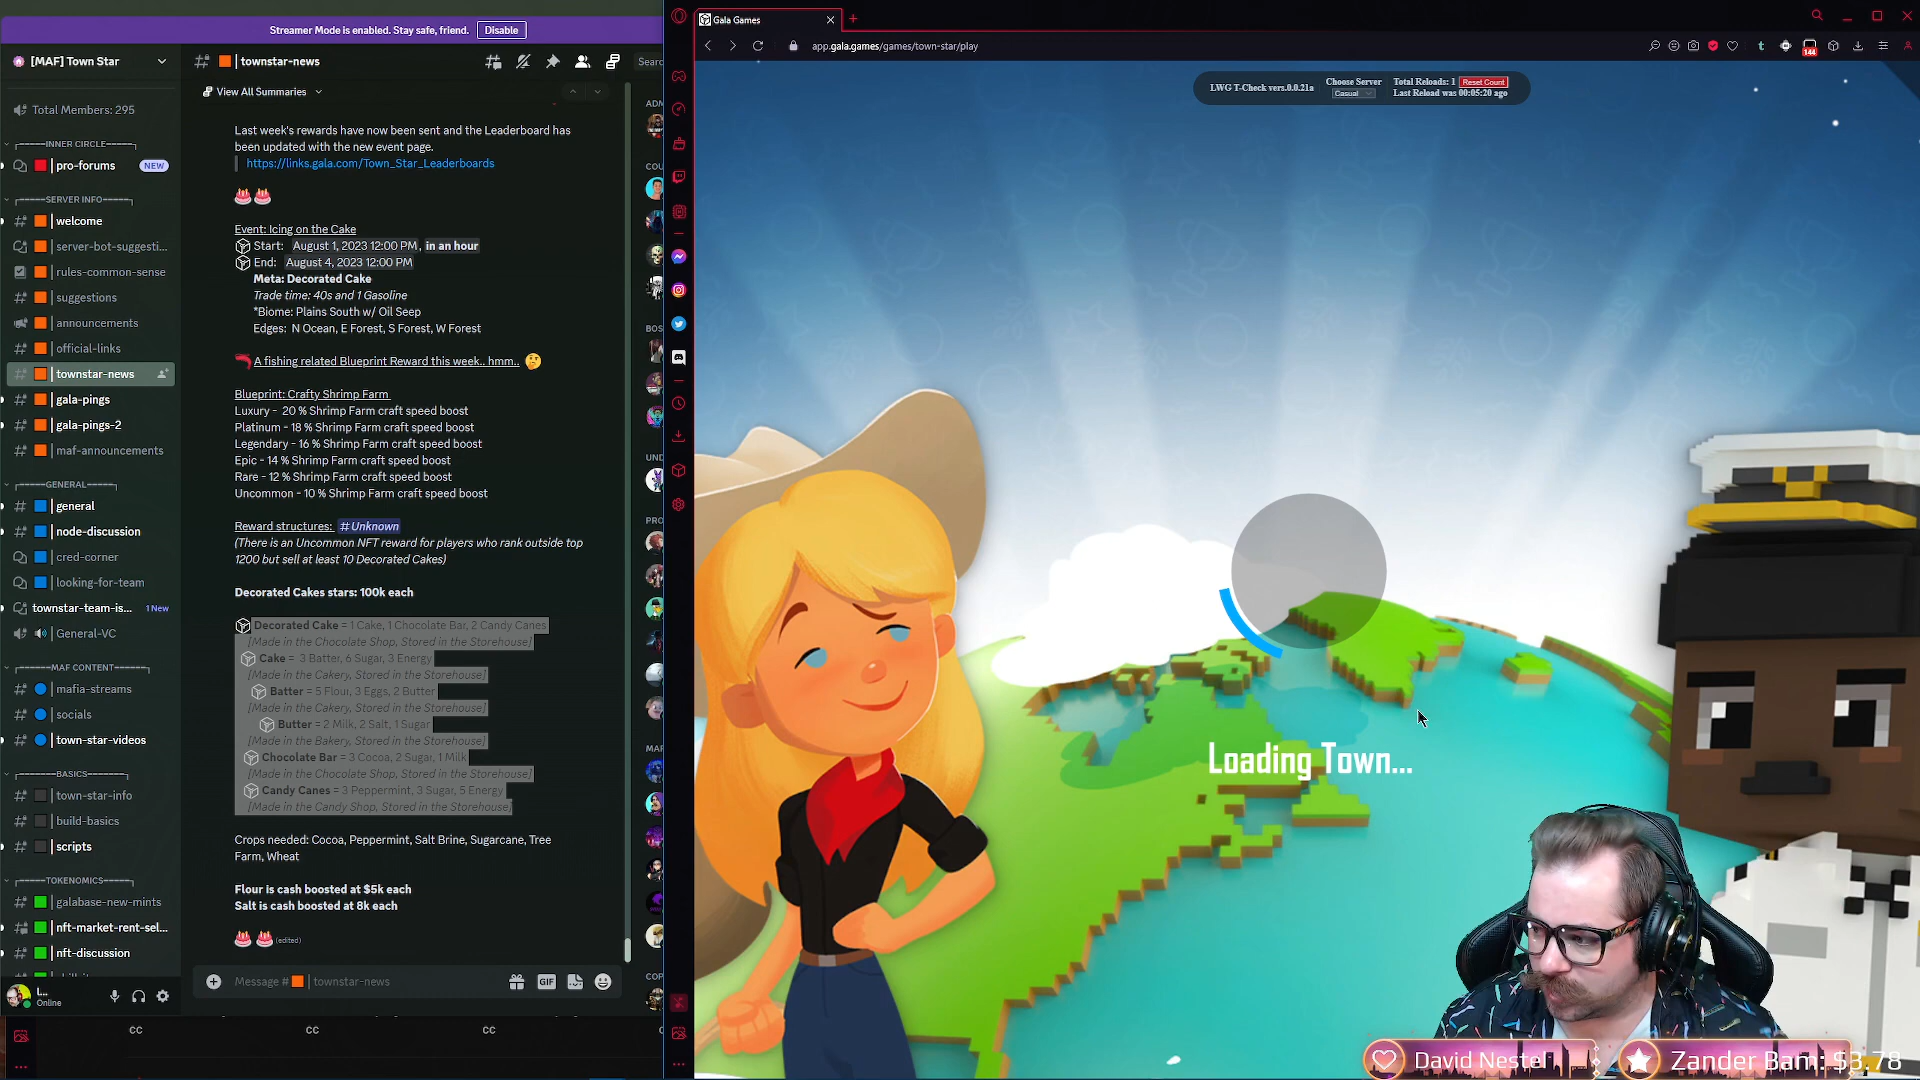 Streamer Mode is enabled. Stay safe, friend. Disable
[MAF] Town Star
Total Members: 295
INNER CIRCLE
pro-forums NEW
SERVER INFO
welcome
server-bot-suggesti...
rules-common-sense
suggestions
announcements
official-links
townstar-news
gala-pings
gala-pings-2
maf-announcements
GENERAL
general
node-discussion
cred-corner
looking-for-team
townstar-team-is... 1 New
General-VC
MAF CONTENT
mafia-streams
socials
town-star-videos
BASICS
town-star-info
build-basics
scripts
TOKENOMICS
galabase-new-mints
nft-market-rent-sel...
nft-discussion
L...
Online
townstar-news
View All Summaries
Last week's rewards have now been sent and the Leaderboard has
been updated with the new event page.
https://links.gala.com/Town_Star_Leaderboards
Event: Icing on the Cake
Start: August 1, 2023 12:00 PM, in an hour
End: August 4, 2023 12:00 PM
Meta: Decorated Cake
Trade time: 40s and 1 Gasoline
*Biome: Plains South w/ Oil Seep
Edges: N Ocean, E Forest, S Forest, W Forest
A fishing related Blueprint Reward this week.. hmm..
Blueprint: Crafty Shrimp Farm
Luxury - 20 % Shrimp Farm craft speed boost
Platinum - 18 % Shrimp Farm craft speed boost
Legendary - 16 % Shrimp Farm craft speed boost
Epic - 14 % Shrimp Farm craft speed boost
Rare - 12 % Shrimp Farm craft speed boost
Uncommon - 10 % Shrimp Farm craft speed boost
Reward structures: # Unknown
(There is an Uncommon NFT reward for players who rank outside top
1200 but sell at least 10 Decorated Cakes)
Decorated Cakes stars: 100k each
Decorated Cake = 1 Cake, 1 Chocolate Bar, 2 Candy Canes
[Made in the Chocolate Shop, Stored in the Storehouse]
Cake = 3 Batter, 6 Sugar, 3 Energy
[Made in the Cakery, Stored in the Storehouse]
Batter = 5 Flour, 3 Eggs, 2 Butter
[Made in the Cakery, Stored in the Storehouse]
Butter = 2 Milk, 2 Salt, 1 Sugar
[Made in the Bakery, Stored in the Storehouse]
Chocolate Bar = 3 Cocoa, 2 Sugar, 1 Milk
[Made in the Chocolate Shop, Stored in the Storehouse]
Candy Canes = 3 Peppermint, 3 Sugar, 5 Energy
[Made in the Candy Shop, Stored in the Storehouse]
Crops needed: Cocoa, Peppermint, Salt Brine, Sugarcane, Tree
Farm, Wheat
Flour is cash boosted at $5k each
Salt is cash boosted at 8k each
(edited)
Message # townstar-news
GIF
Searc
ADM
COU
BOS
UND
PRO
MAF
COP
CC CC CC
Gala Games
app.gala.games/games/town-star/play
144
LWG T-Check vers.0.0.21a
Choose Server
Casual
Total Reloads: 1 Reset Count
Last Reload was 00:05:20 ago
Loading Town...
David Nestel
Zander Bam: $3.78